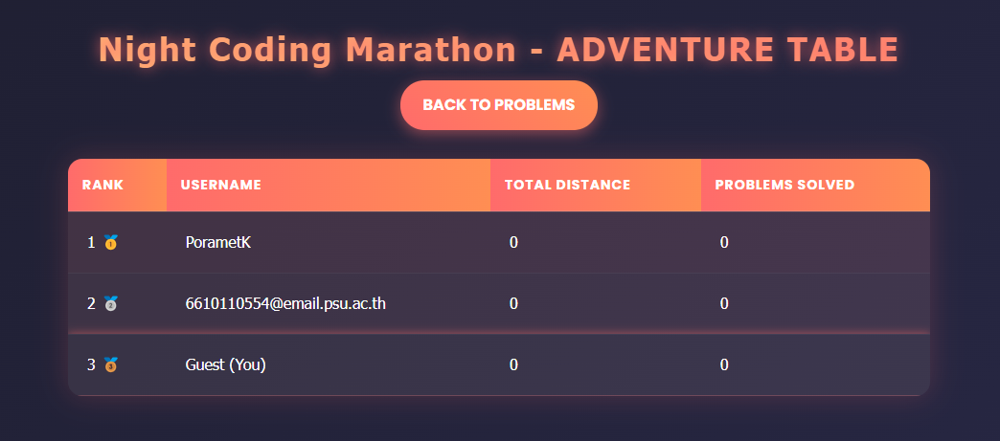 Night Coding Marathon - ADVENTURE TABLE
BACK TO PROBLEMS
RANK USERNAME TOTAL DISTANCE PROBLEMS SOLVED
1 🥇 PorametK 0 0
2 🥈 6610110554@email.psu.ac.th 0 0
3 🥉 Guest (You) 0 0